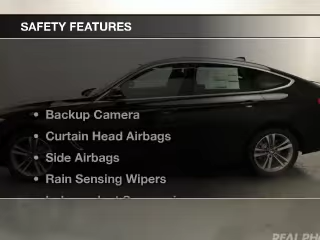 SAFETY FEATURES
• Backup Camera
• Curtain Head Airbags
• Side Airbags
• Rain Sensing Wipers